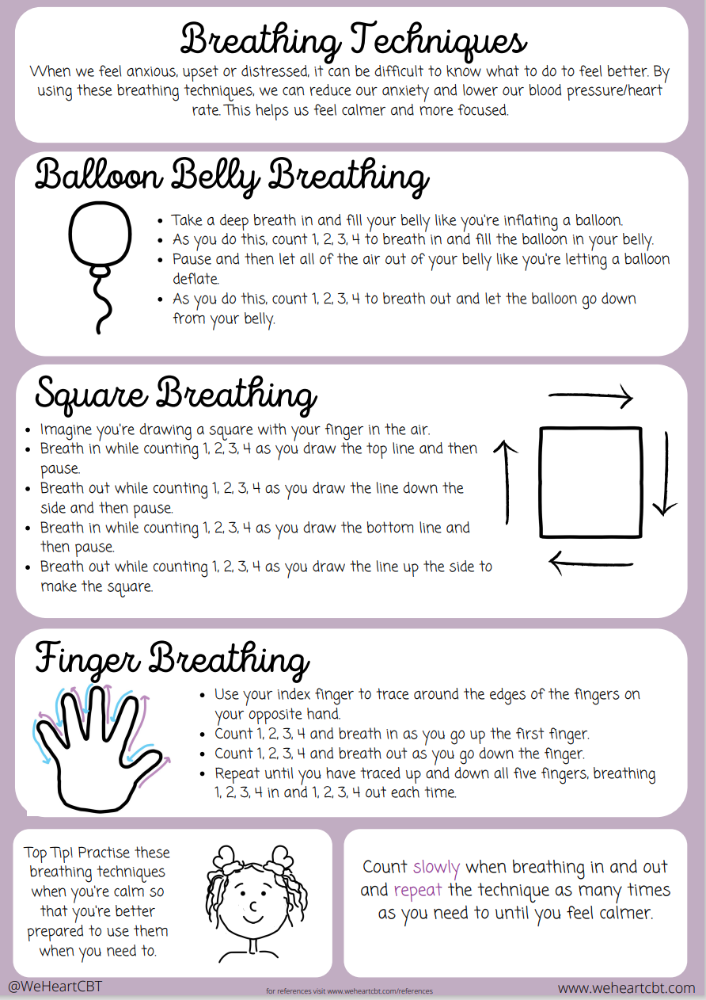 Breathing Techniques
When we feel anxious, upset or distressed, it can be difficult to know what to do to feel better. By
using these breathing techniques, we can reduce our anxiety and lower our blood pressure/heart
rate. This helps us feel calmer and more focused.
Balloon Belly Breathing
• Take a deep breath in and fill your belly like you're inflating a balloon.
• As you do this, count 1, 2, 3, 4 to breath in and fill the balloon in your belly.
• Pause and then let all of the air out of your belly like you're letting a balloon
deflate.
• As you do this, count 1, 2, 3, 4 to breath out and let the balloon go down
from your belly.
Square Breathing
• Imagine you're drawing a square with your finger in the air.
• Breath in while counting 1, 2, 3, 4 as you draw the top line and then
pause.
• Breath out while counting 1, 2, 3, 4 as you draw the line down the
side and then pause.
• Breath in while counting 1, 2, 3, 4 as you draw the bottom line and
then pause.
• Breath out while counting 1, 2, 3, 4 as you draw the line up the side to
make the square.
Finger Breathing
• Use your index finger to trace around the edges of the fingers on
your opposite hand.
• Count 1, 2, 3, 4 and breath in as you go up the first finger.
• Count 1, 2, 3, 4 and breath out as you go down the finger.
• Repeat until you have traced up and down all five fingers, breathing
1, 2, 3, 4 in and 1, 2, 3, 4 out each time.
Top Tip! Practise these
breathing techniques
when you're calm so
that you're better
prepared to use them
when you need to.
Count slowly when breathing in and out
and repeat the technique as many times
as you need to until you feel calmer.
@WeHeartCBT
for references visit www.weheartcbt.com/references
www.weheartcbt.com